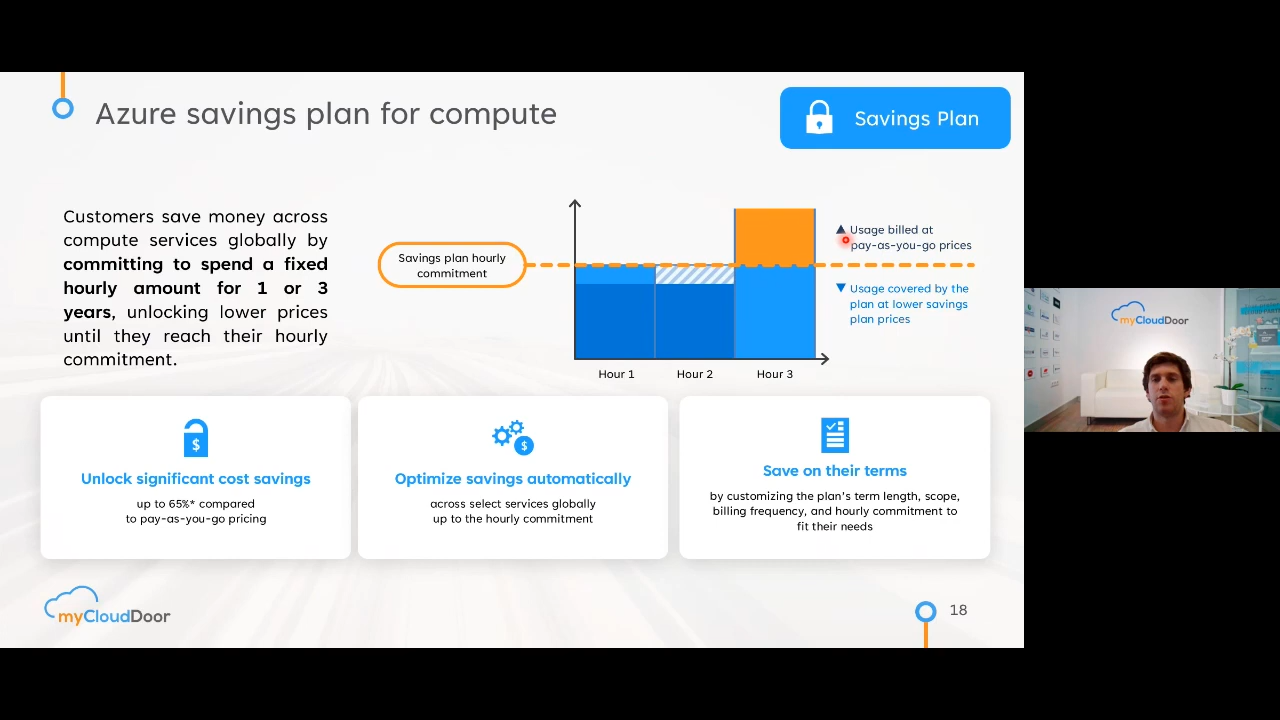 Azure savings plan for compute
Savings Plan
Customers save money across
compute services globally by
committing to spend a fixed
hourly amount for 1 or 3
years, unlocking lower prices
until they reach their hourly
commitment.
Savings plan hourly
commitment
▲ Usage billed at
pay-as-you-go prices
▼ Usage covered by the
plan at lower savings
plan prices
Hour 1
Hour 2
Hour 3
$
Unlock significant cost savings
up to 65%* compared
to pay-as-you-go pricing
$
Optimize savings automatically
across select services globally
up to the hourly commitment
Save on their terms
by customizing the plan's term length, scope,
billing frequency, and hourly commitment to
fit their needs
myCloudDoor
18
myCloudDoor